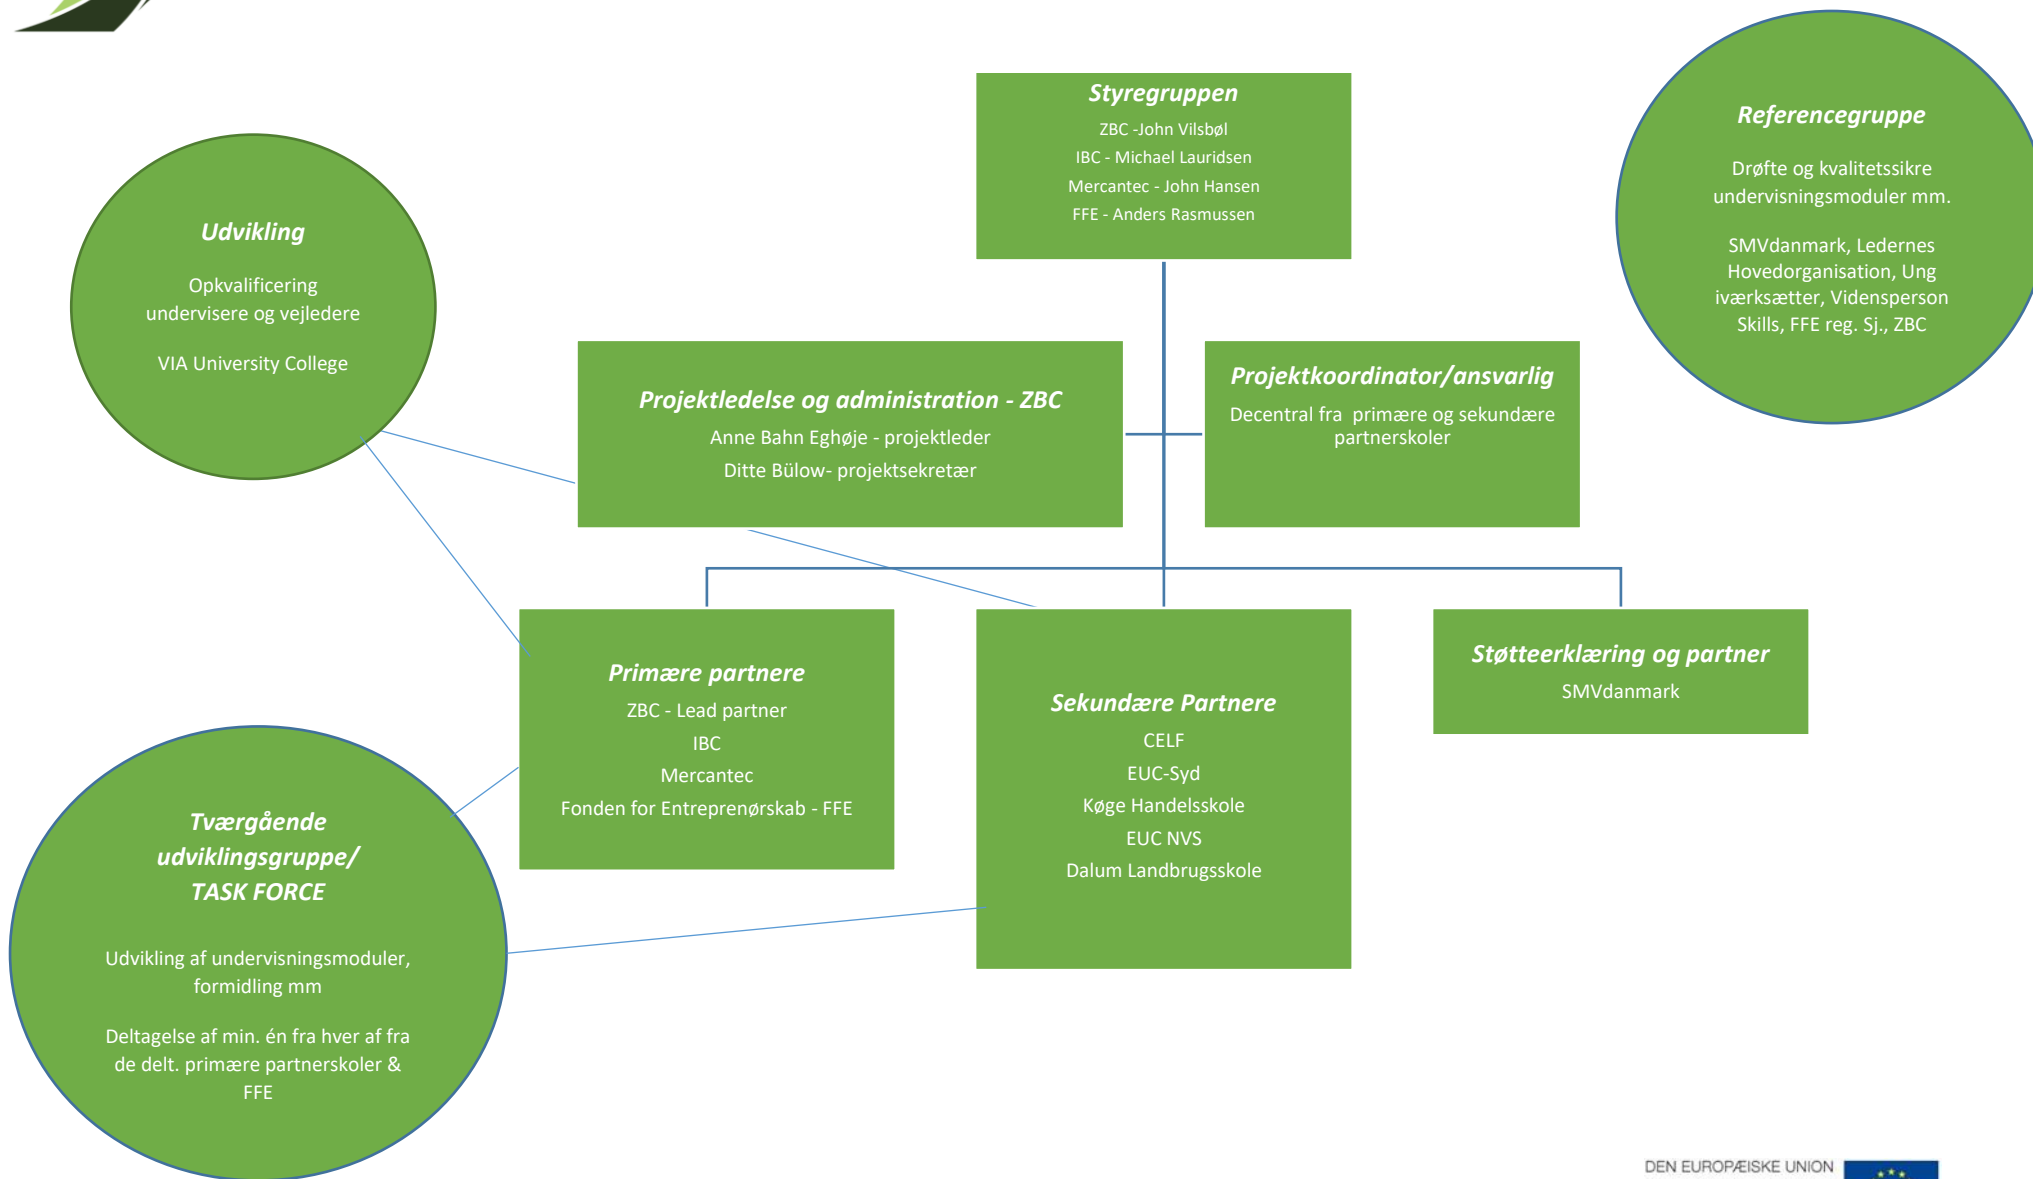 Styregruppen
ZBC -John Vilsbøl
IBC - Michael Lauridsen
Mercantec - John Hansen
FFE - Anders Rasmussen
Referencegruppe
Drøfte og kvalitetssikre
undervisningsmoduler mm.
SMVdanmark, Ledernes
Hovedorganisation, Ung
iværksætter, Vidensperson
Skills, FFE reg. Sj., ZBC
Udvikling
Opkvalificering
undervisere og vejledere
VIA University College
Projektledelse og administration - ZBC
Anne Bahn Eghøje - projektleder
Ditte Bülow- projektsekretær
Projektkoordinator/ansvarlig
Decentral fra  primære og sekundære
partnerskoler
Primære partnere
ZBC - Lead partner
IBC
Mercantec
Fonden for Entreprenørskab - FFE
Sekundære Partnere
CELF
EUC-Syd
Køge Handelsskole
EUC NVS
Dalum Landbrugsskole
Støtteerklæring og partner
SMVdanmark
Tværgående
udviklingsgruppe/
TASK FORCE
Udvikling af undervisningsmoduler,
formidling mm
Deltagelse af min. én fra hver af fra
de delt. primære partnerskoler &
FFE
DEN EUROPÆISKE UNION